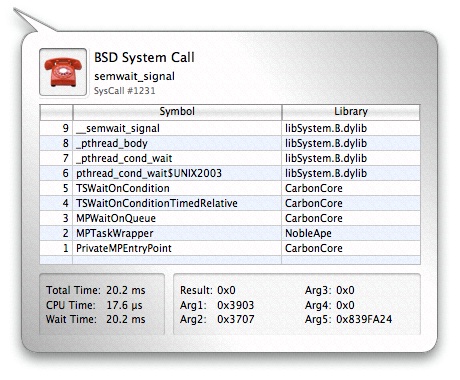 BSD System Call
semwait_signal
SysCall #1231
Symbol Library
9 __semwait_signal libSystem.B.dylib
8 _pthread_body libSystem.B.dylib
7 _pthread_cond_wait libSystem.B.dylib
6 pthread_cond_wait$UNIX2003 libSystem.B.dylib
5 TSWaitOnCondition CarbonCore
4 TSWaitOnConditionTimedRelative CarbonCore
3 MPWaitOnQueue CarbonCore
2 MPTaskWrapper NobleApe
1 PrivateMPEntryPoint CarbonCore
Total Time: 20.2 ms Result: 0x0 Arg3: 0x0
CPU Time: 17.6 µs Arg1: 0x3903 Arg4: 0x0
Wait Time: 20.2 ms Arg2: 0x3707 Arg5: 0x839FA24